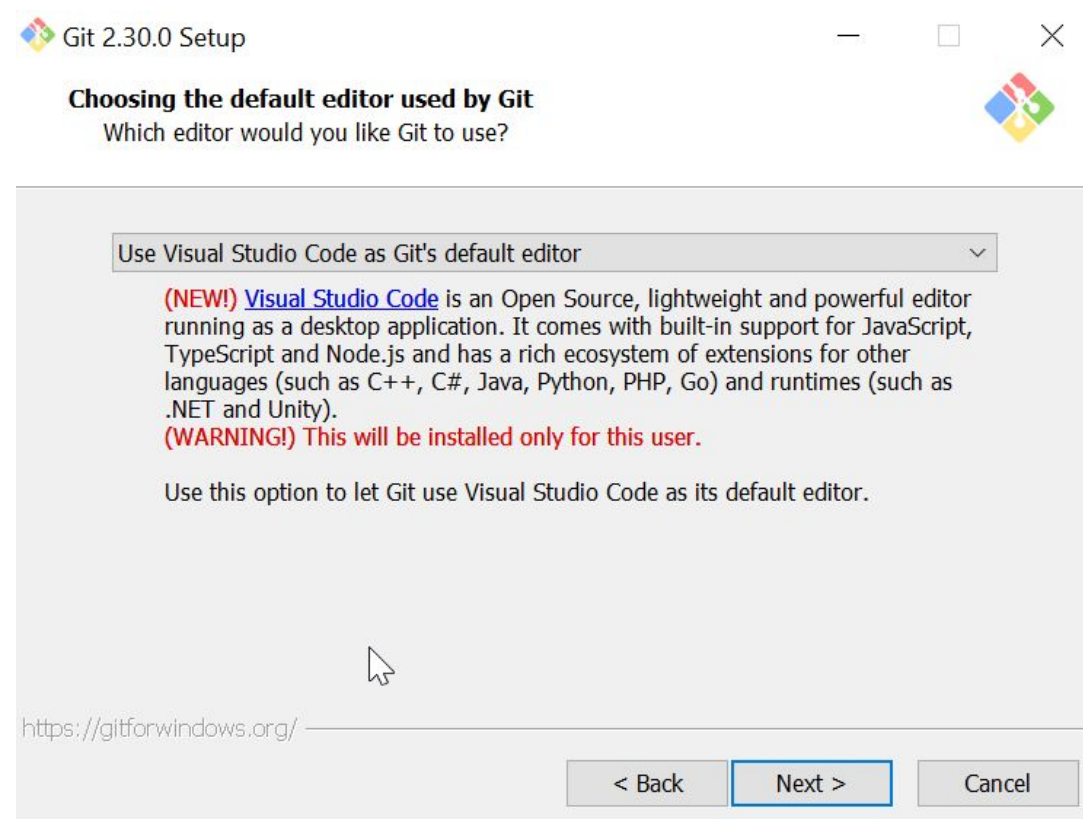 Git 2.30.0 Setup
Choosing the default editor used by Git
Which editor would you like Git to use?
Use Visual Studio Code as Git's default editor
(NEW!) Visual Studio Code is an Open Source, lightweight and powerful editor
running as a desktop application. It comes with built-in support for JavaScript,
TypeScript and Node.js and has a rich ecosystem of extensions for other
languages (such as C++, C#, Java, Python, PHP, Go) and runtimes (such as
.NET and Unity).
(WARNING!) This will be installed only for this user.
Use this option to let Git use Visual Studio Code as its default editor.
https://gitforwindows.org/
< Back Next > Cancel